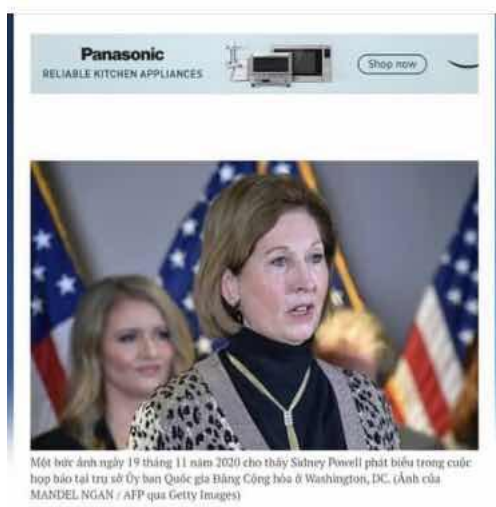 Panasonic
RELIABLE KITCHEN APPLIANCES
Shop now
Một bức ảnh ngày 19 tháng 11 năm 2020 cho thấy Sidney Powell phát biểu trong cuộc
họp báo tại trụ sở Ủy ban Quốc gia Đảng Cộng hòa ở Washington, DC. (Ảnh của
MANDEL NGAN / AFP qua Getty Images)